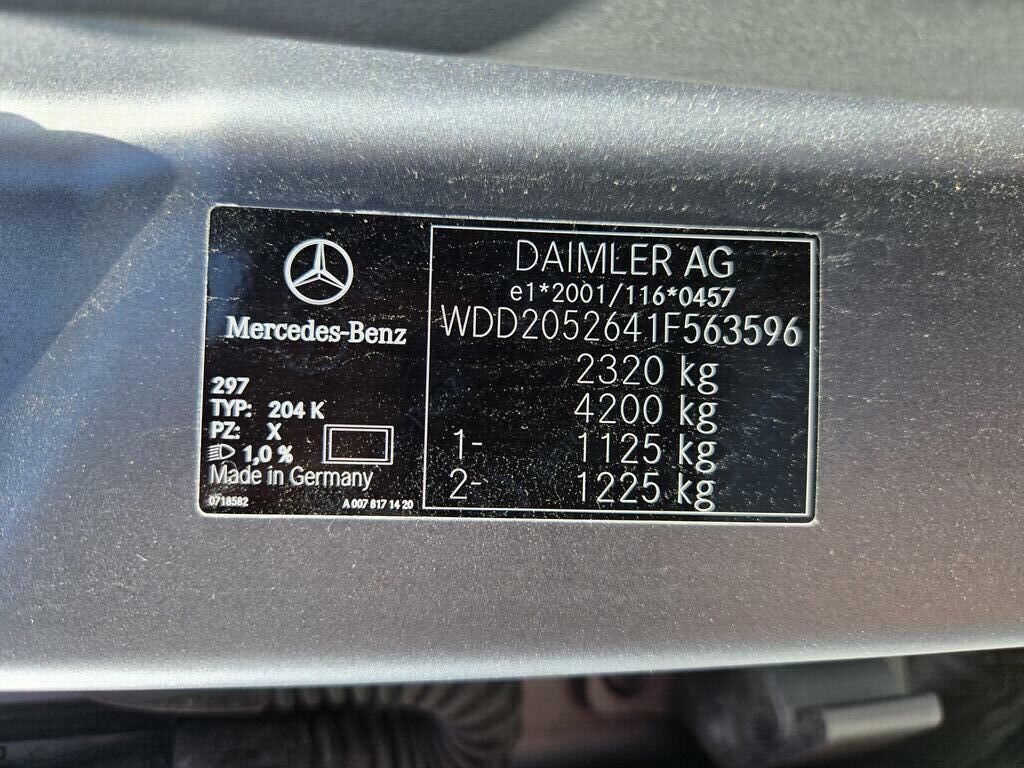 Mercedes-Benz
297
TYP: 204 K
PZ: X
1,0 %
Made in Germany
0718582
A 007 817 14 20
DAIMLER AG
e1*2001/116*0457
WDD2052641F563596
2320 kg
4200 kg
1- 1125 kg
2- 1225 kg